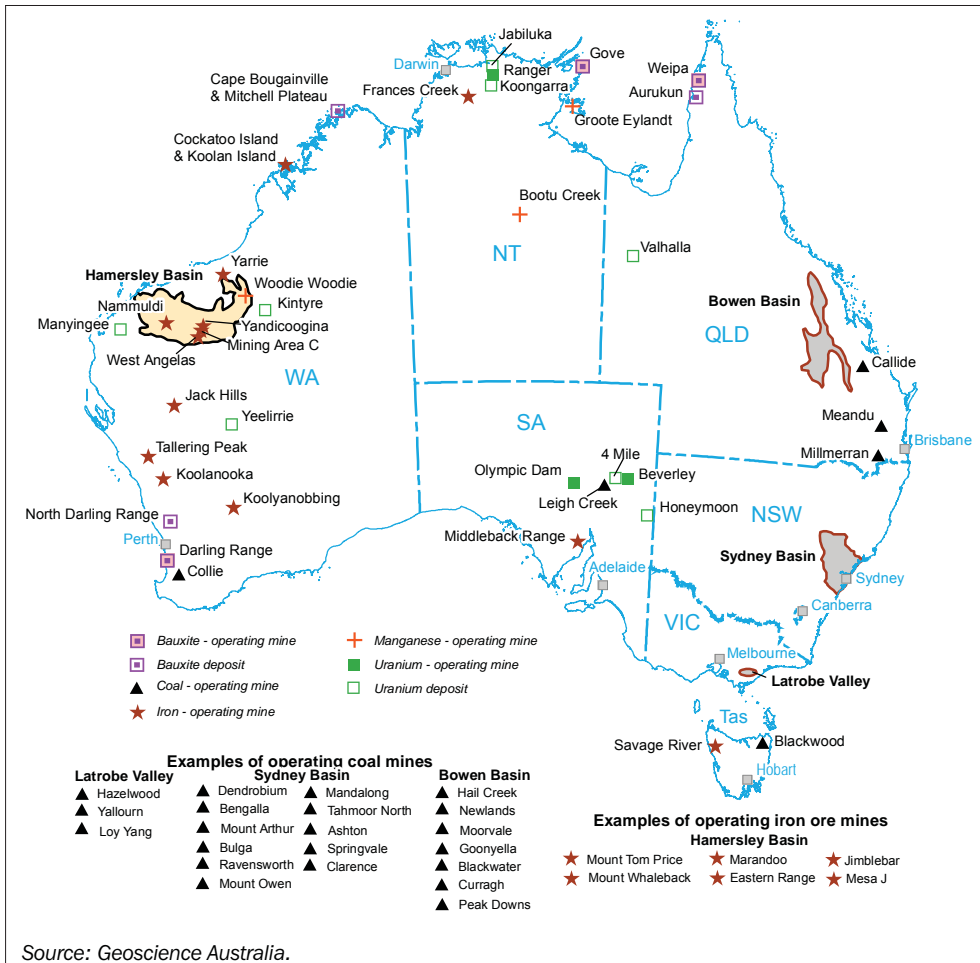 Jabiluka
Darwin
Ranger
Koongarra
Gove
Weipa
Aurukun
Frances Creek
Groote Eylandt
Cape Bougainville
& Mitchell Plateau
Cockatoo Island
& Koolan Island
Bootu Creek
NT
Valhalla
Yarrie
Hamersley Basin
Woodie Woodie
Nammuldi
Kintyre
Manyingee
Yandicoogina
Mining Area C
West Angelas
Bowen Basin
QLD
Callide
WA
Jack Hills
Yeelirrie
SA
Meandu
Millmerran
Brisbane
Tallering Peak
Koolanooka
Koolyanobbing
4 Mile
Olympic Dam
Beverley
Leigh Creek
Honeymoon
NSW
North Darling Range
Perth
Darling Range
Collie
Middleback Range
Adelaide
Sydney Basin
Sydney
Canberra
VIC
Melbourne
Latrobe Valley
Tas
Savage River
Blackwood
Hobart
Bauxite - operating mine
Bauxite deposit
Coal - operating mine
Iron - operating mine
Manganese - operating mine
Uranium - operating mine
Uranium deposit
Examples of operating coal mines
Latrobe Valley
Hazelwood
Yallourn
Loy Yang
Sydney Basin
Dendrobium
Bengalla
Mount Arthur
Bulga
Ravensworth
Mount Owen
Mandalong
Tahmoor North
Ashton
Springvale
Clarence
Bowen Basin
Hail Creek
Newlands
Moorvale
Goonyella
Blackwater
Curragh
Peak Downs
Examples of operating iron ore mines
Hamersley Basin
Mount Tom Price
Marandoo
Jimblebar
Mount Whaleback
Eastern Range
Mesa J
Source: Geoscience Australia.